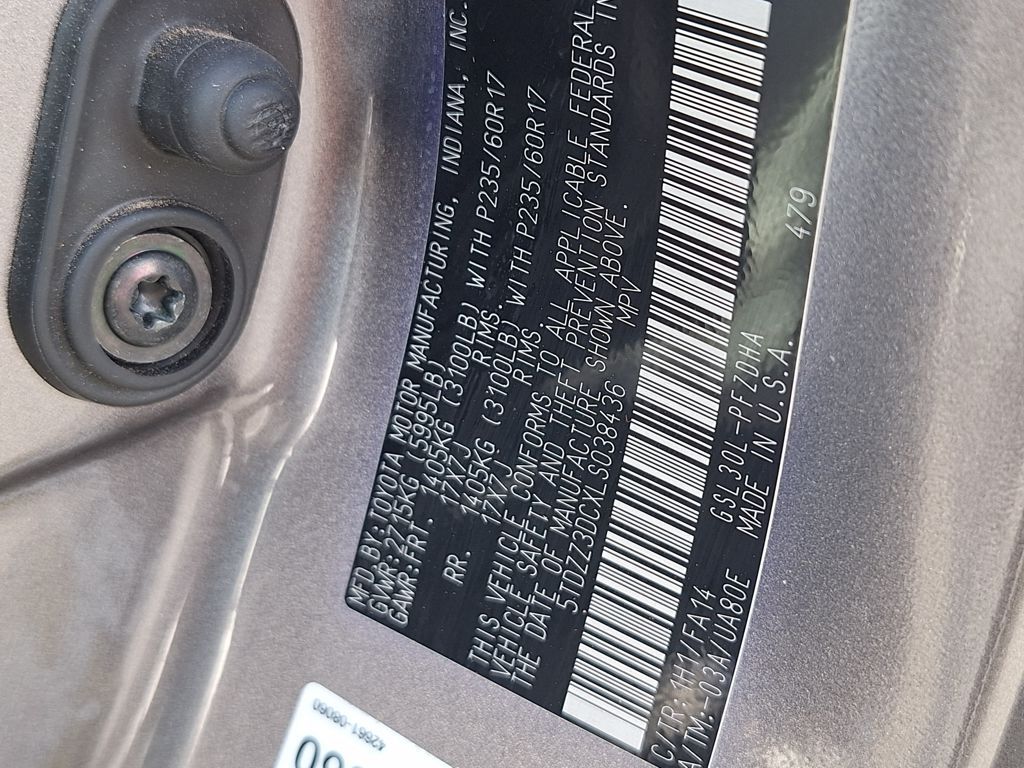 MFD BY: TOYOTA MOTOR MANUFACTURING, INDIANA, INC.
GVWR: 2715KG (5995LB)
GAWR: FRT. 1405KG (3100LB) WITH P235/60R17
17X7J RIMS.
RR. 1405KG (3100LB) WITH P235/60R17
17X7J RIMS.
THIS VEHICLE CONFORMS TO ALL APPLICABLE FEDERAL
VEHICLE SAFETY AND THEFT PREVENTION STANDARDS IN
THE DATE OF MANUFACTURE SHOWN ABOVE.
5TDZZ3DCXLS038436 MPV
C/TR: 1H1/FA14 GSL30L-PFZDHA 479
A/TM: -03A/UA80E MADE IN U.S.A.
42661-08060